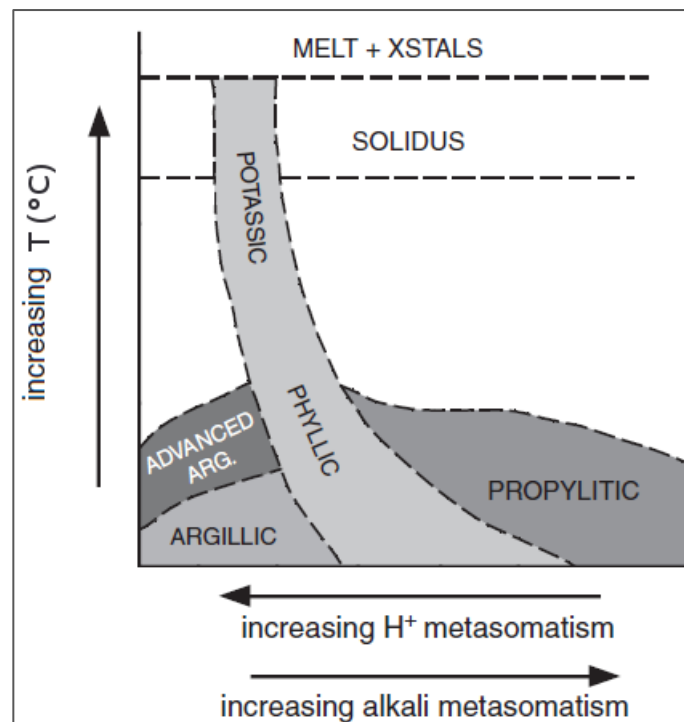 MELT + XSTALS
SOLIDUS
increasing T (°C)
POTASSIC
PHYLLIC
ADVANCED
ARG.
PROPYLITIC
ARGILLIC
increasing H⁺ metasomatism
increasing alkali metasomatism